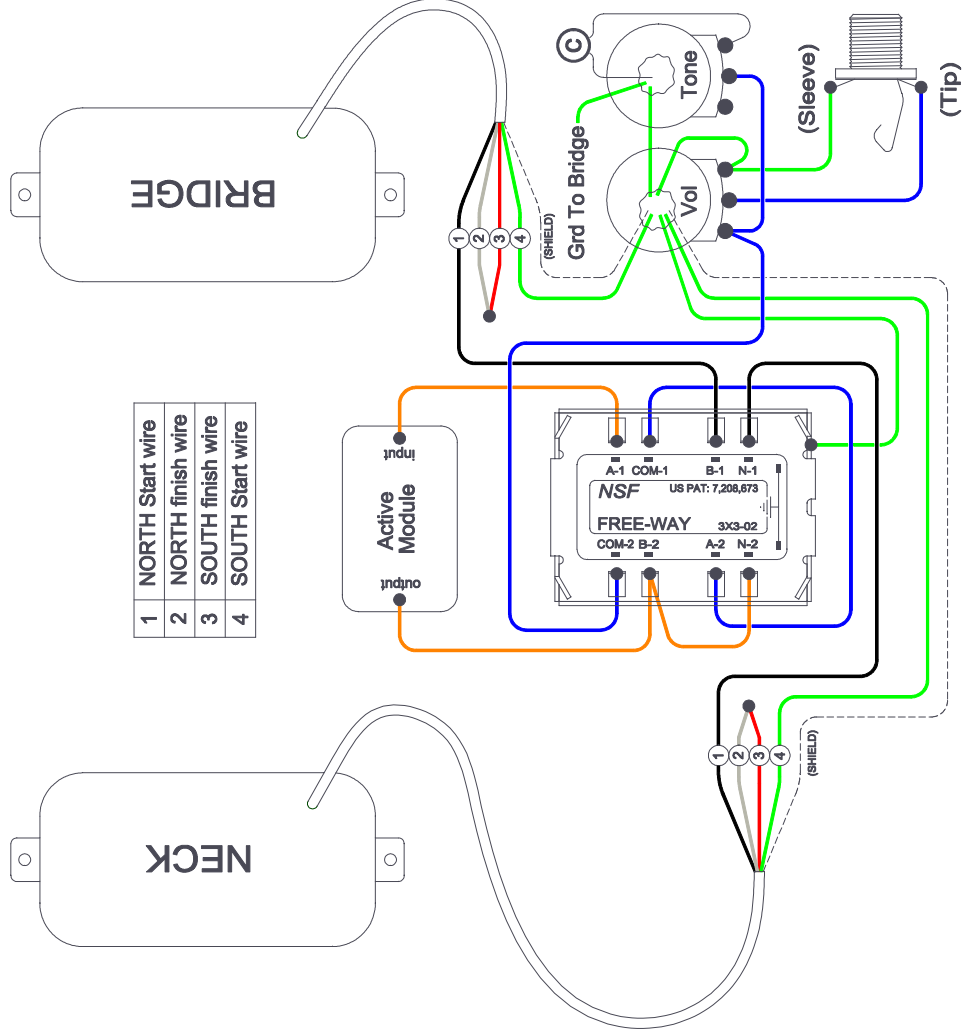 BRIDGE
C
Tone
(Sleeve)
(Tip)
Grd To Bridge
Vol
1
2
3
4
(SHIELD)
1 NORTH Start wire
2 NORTH finish wire
3 SOUTH finish wire
4 SOUTH Start wire
input
Active
Module
output
A-1 COM-1 B-1 N-1
NSF US PAT: 7,208,673
FREE-WAY 3X3-02
COM-2 B-2 A-2 N-2
1
2
3
4
(SHIELD)
NECK